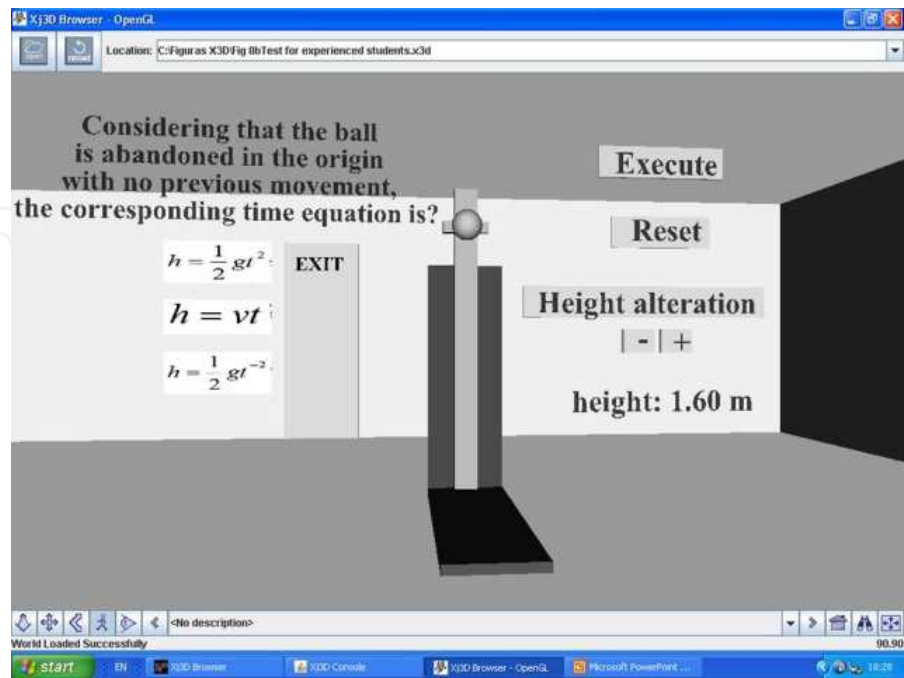 Xj3D Browser - OpenGL
Location: C:\Figuras X3D\Fig 8bTest for experienced students.x3d
Considering that the ball
is abandoned in the origin
with no previous movement,
the corresponding time equation is?
h = 1/2 gt²
h = vt
h = 1/2 gt⁻²
EXIT
Execute
Reset
Height alteration
- +
height: 1.60 m
<No description>
World Loaded Successfully
90.90
start
EN
Xj3D Browser
Xj3D Console
Xj3D Browser - OpenGL
Microsoft PowerPoint ...
18:28